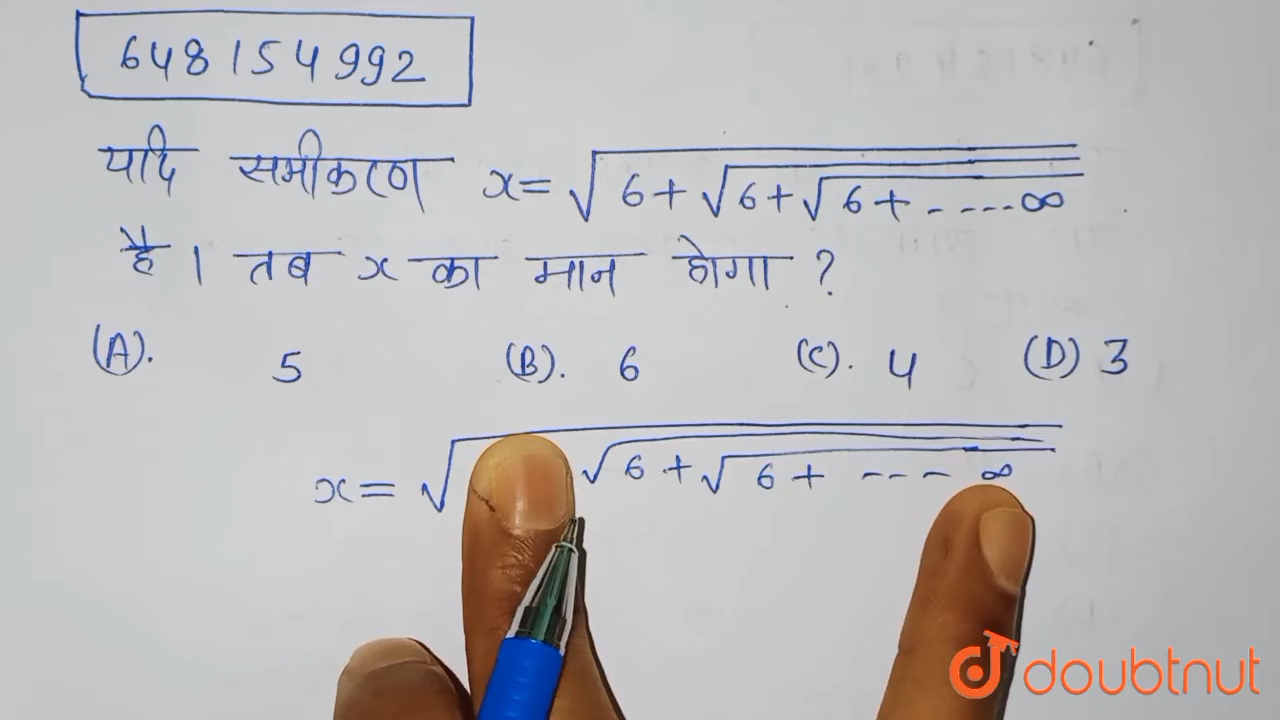 648154992
यदि समीकरण x=√6+√6+√6+-----∞
है। तब x का मान होगा ?
(A). 5 (B). 6 (C). 4 (D) 3
x=√ √6+√6+ --- ∞
doubtnut